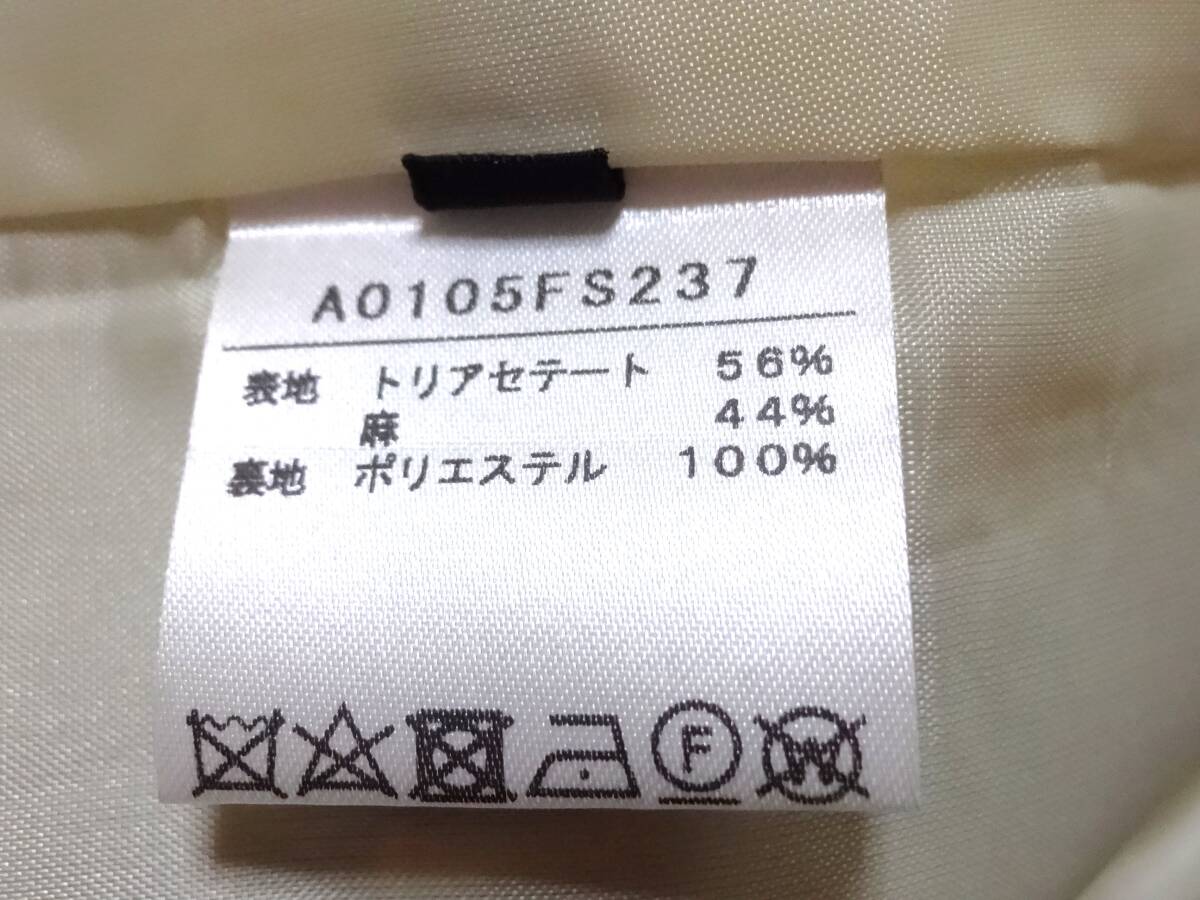 A0105FS237
表地 トリアセテート 56%
麻 44%
裏地 ポリエステル 100%
F W